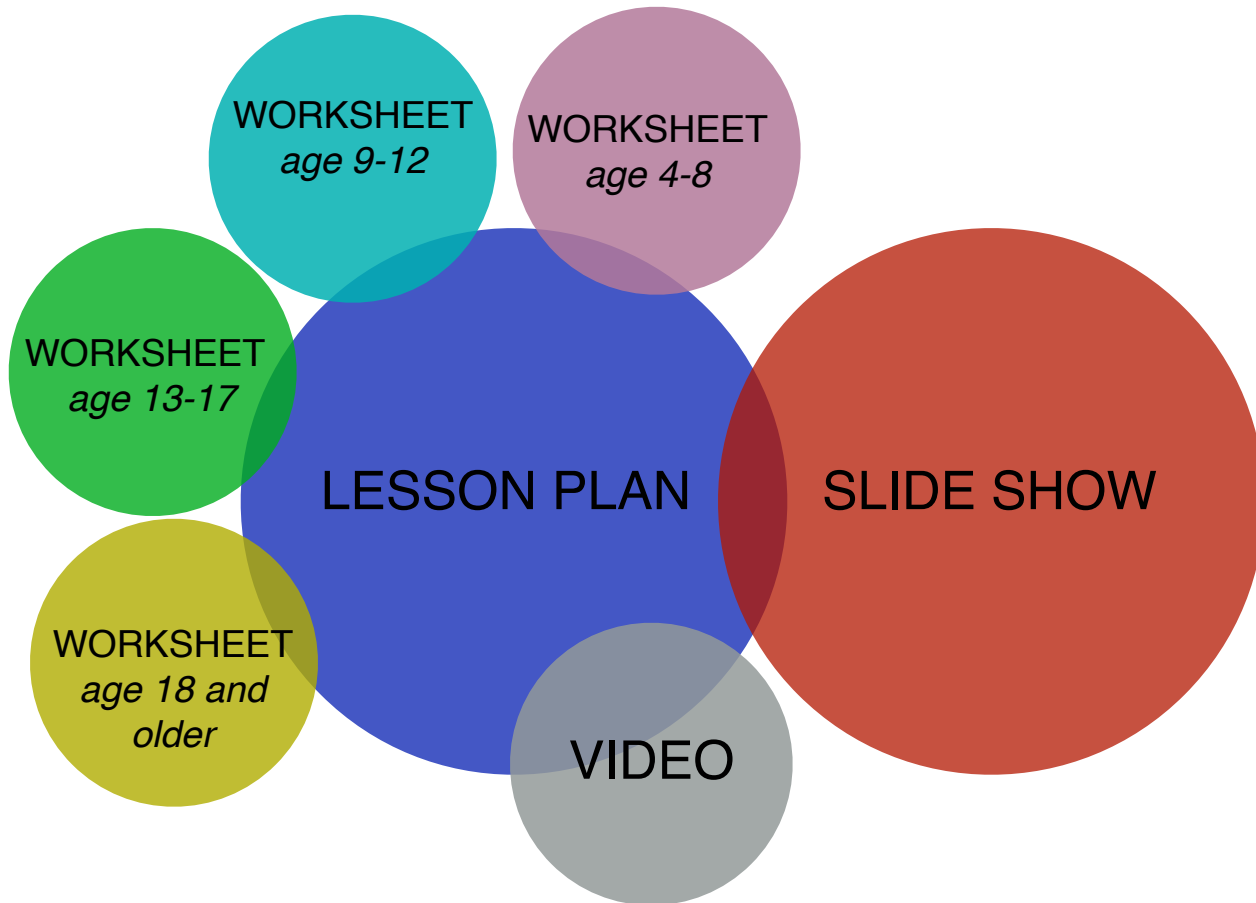 WORKSHEET
age 9-12
WORKSHEET
age 4-8
WORKSHEET
age 13-17
LESSON PLAN
SLIDE SHOW
WORKSHEET
age 18 and
older
VIDEO